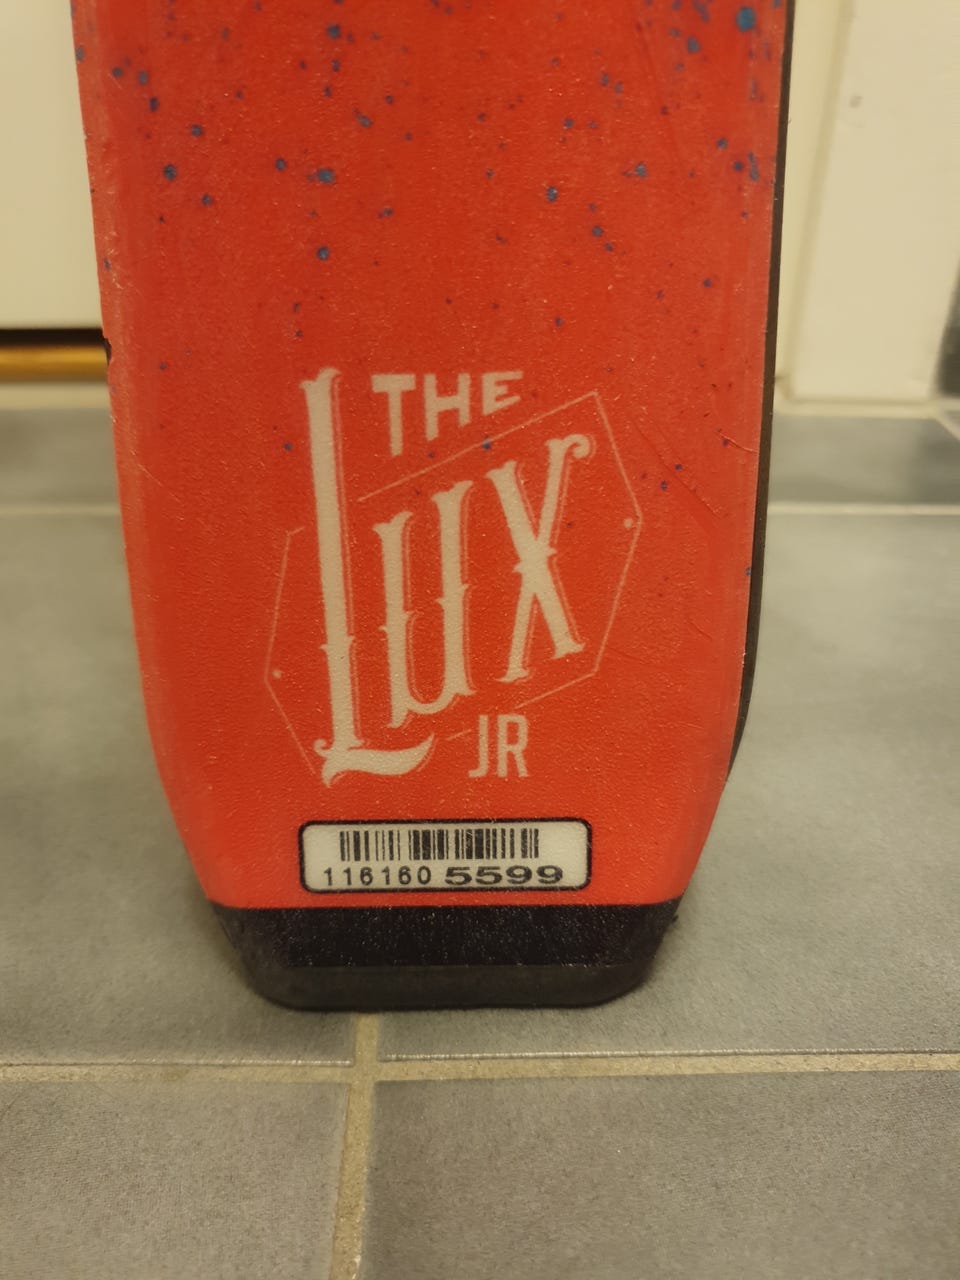 THE
Lux
JR
116160 5599